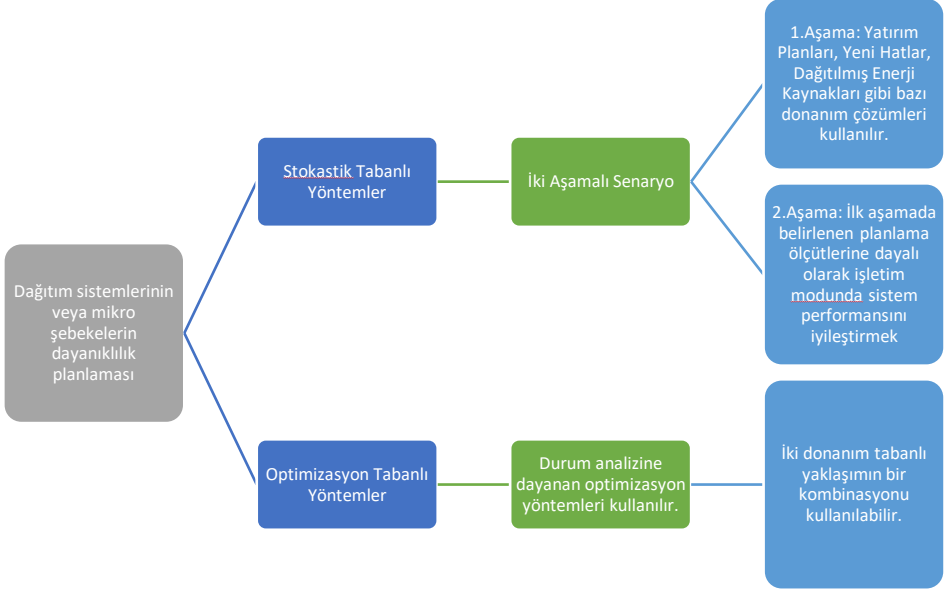 Dağıtım sistemlerinin
veya mikro
şebekelerin
dayanıklılık
planlaması
Stokastik Tabanlı
Yöntemler
İki Aşamalı Senaryo
1.Aşama: Yatırım
Planları, Yeni Hatlar,
Dağıtılmış Enerji
Kaynakları gibi bazı
donanım çözümleri
kullanılır.
2.Aşama: İlk aşamada
belirlenen planlama
ölçütlerine dayalı
olarak işletim
modunda sistem
performansını
iyileştirmek
Optimizasyon Tabanlı
Yöntemler
Durum analizine
dayanan optimizasyon
yöntemleri kullanılır.
İki donanım tabanlı
yaklaşımın bir
kombinasyonu
kullanılabilir.